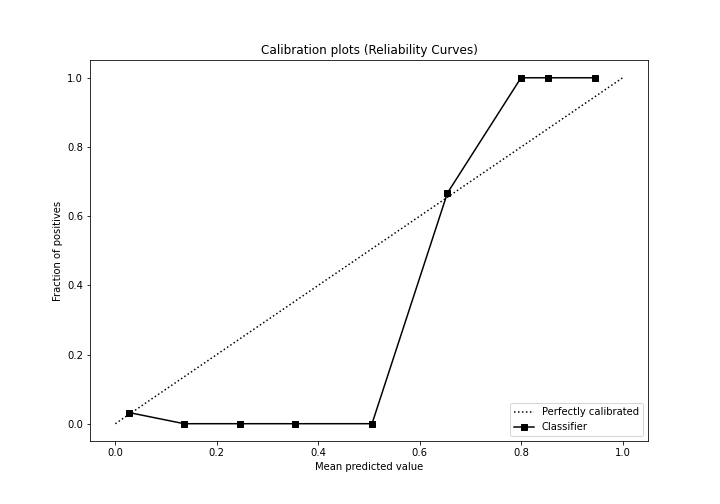 Calibration plots (Reliability Curves)
1.0
0.8
0.6
0.4
0.2
0.0
Fraction of positives
Perfectly calibrated
Classifier
0.0 0.2 0.4 0.6 0.8 1.0
Mean predicted value